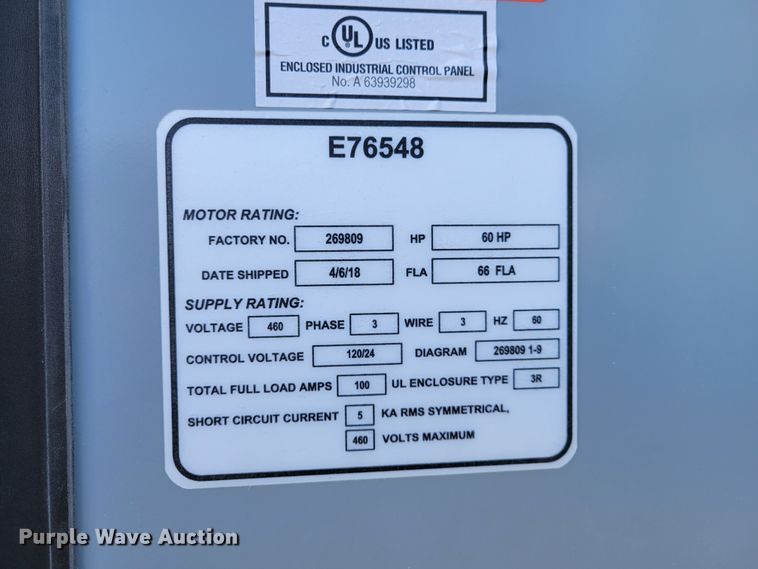 C UL US LISTED
ENCLOSED INDUSTRIAL CONTROL PANEL
No. A 63939298
E76548
MOTOR RATING:
FACTORY NO. 269809 HP 60 HP
DATE SHIPPED 4/6/18 FLA 66 FLA
SUPPLY RATING:
VOLTAGE 460 PHASE 3 WIRE 3 HZ 60
CONTROL VOLTAGE 120/24 DIAGRAM 269809 1-9
TOTAL FULL LOAD AMPS 100 UL ENCLOSURE TYPE 3R
SHORT CIRCUIT CURRENT 5 KA RMS SYMMETRICAL,
460 VOLTS MAXIMUM
Purple Wave Auction